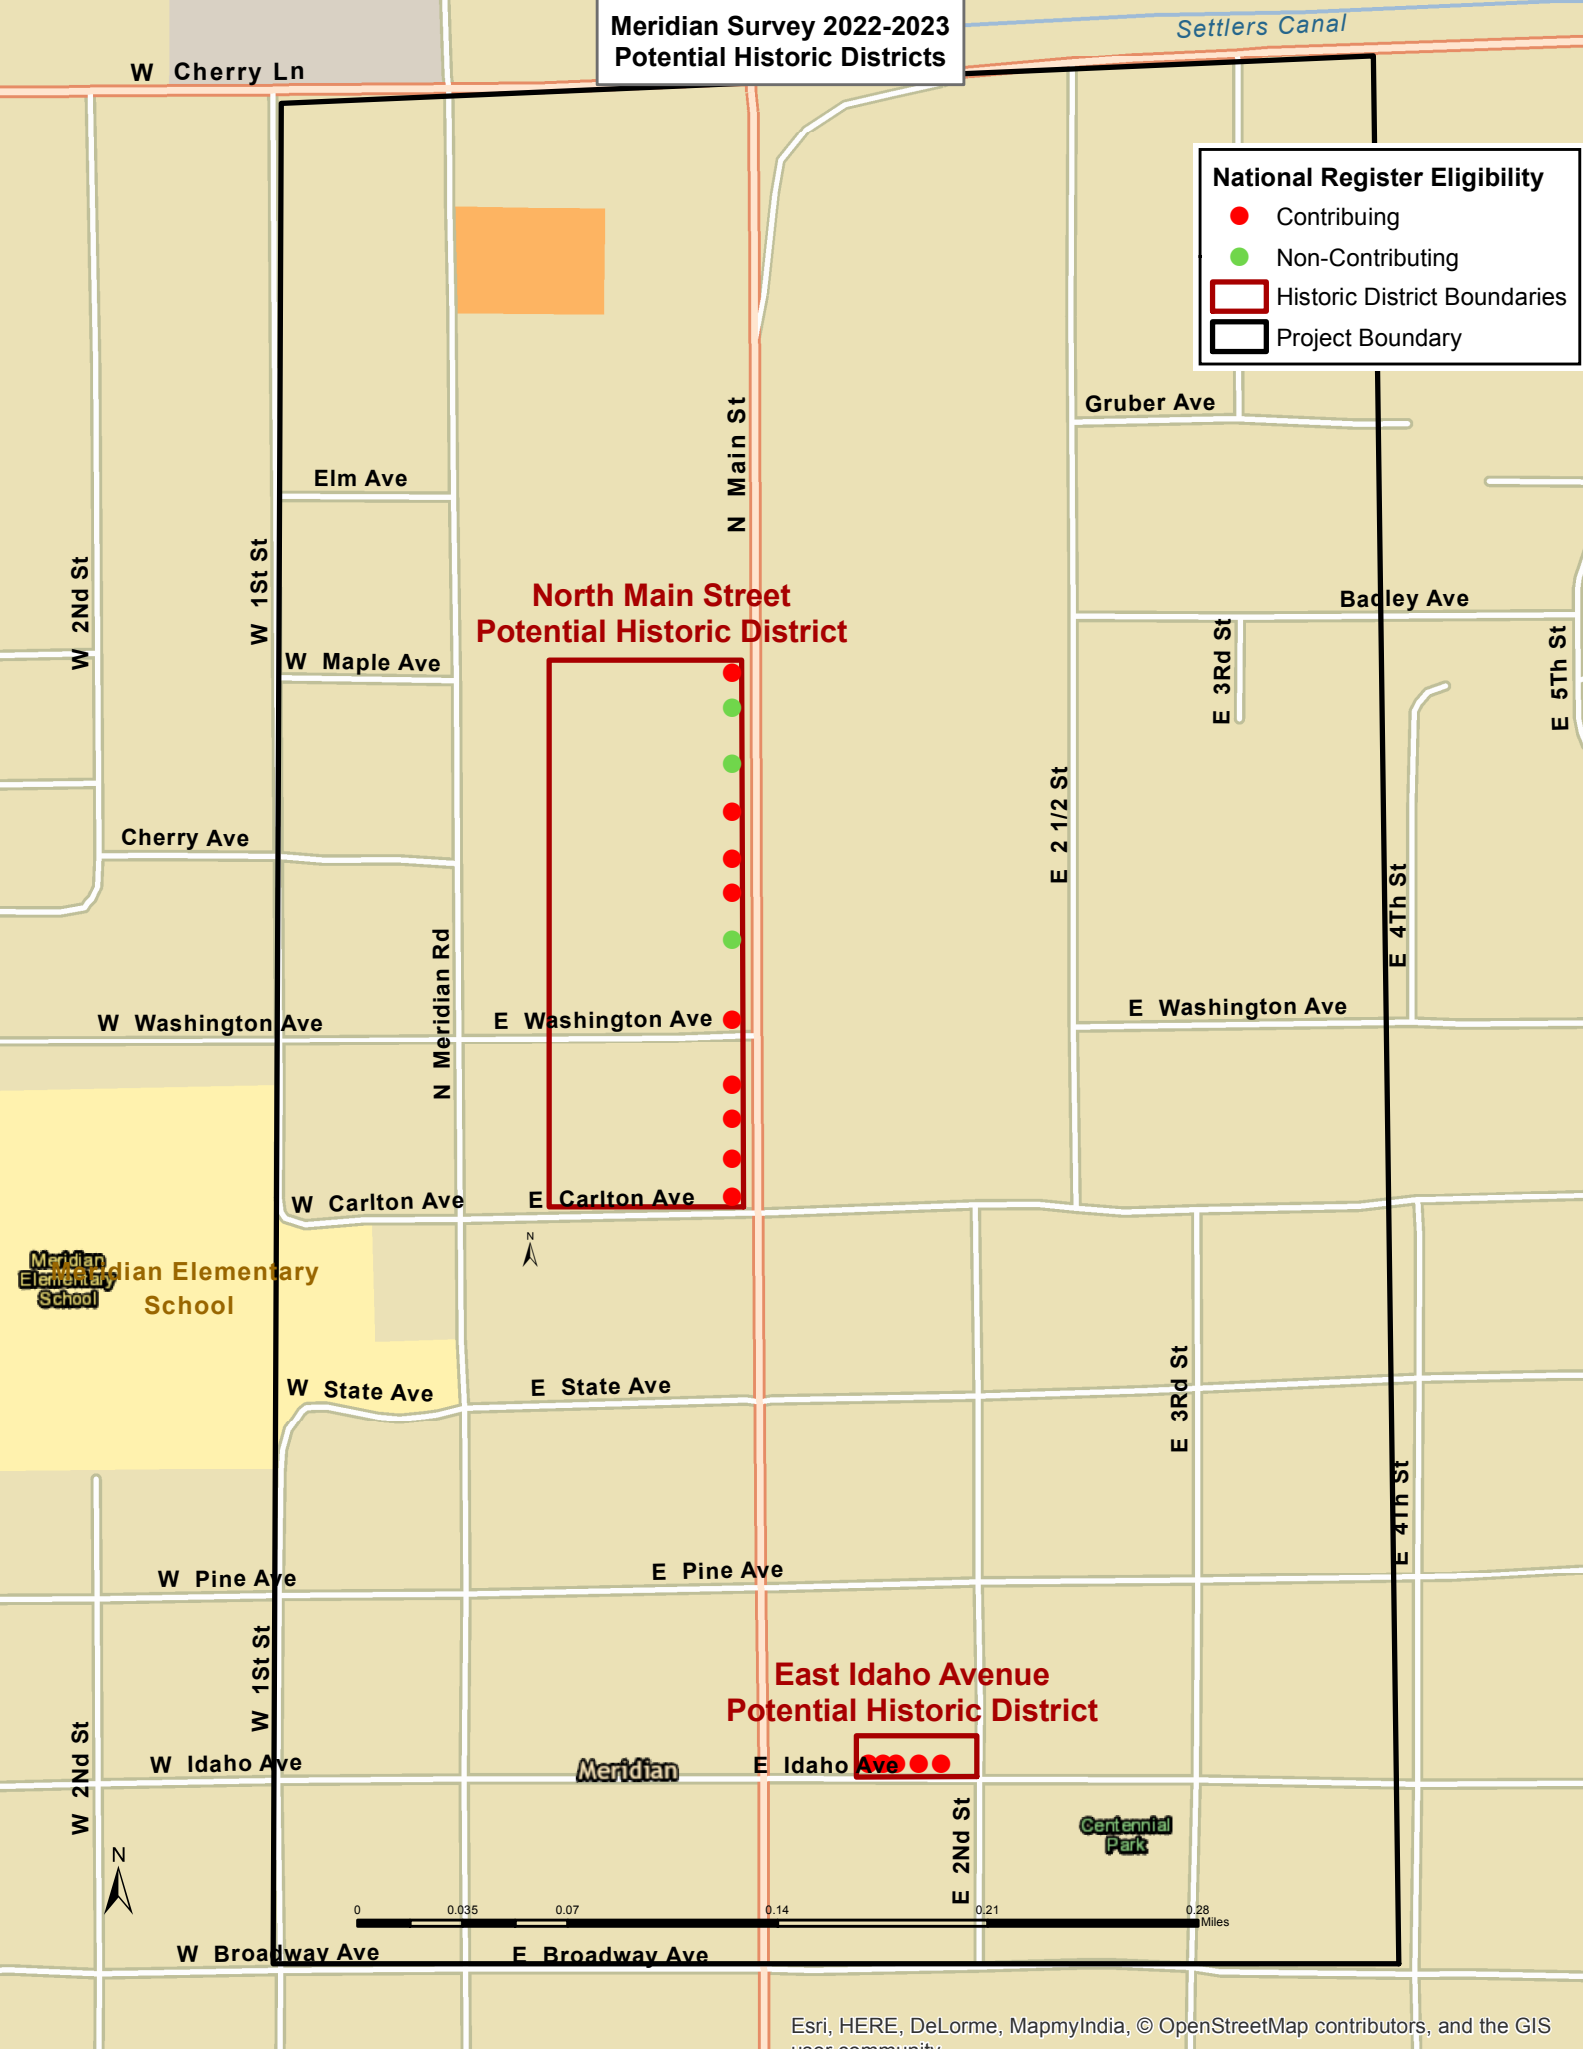 Meridian Survey 2022-2023
Potential Historic Districts
Settlers Canal
W Cherry Ln
National Register Eligibility
Contribuing
Non-Contributing
Historic District Boundaries
Project Boundary
Gruber Ave
N Main St
Elm Ave
W 2Nd St
W 1St St
North Main Street
Potential Historic District
Badley Ave
E 3Rd St
E 5Th St
W Maple Ave
E 2 1/2 St
Cherry Ave
E 4Th St
N Meridian Rd
W Washington Ave
E Washington Ave
E Washington Ave
W Carlton Ave
E Carlton Ave
N
Meridian
Elementary
School
Meridian Elementary
School
W State Ave
E State Ave
E 3Rd St
E 4Th St
W Pine Ave
E Pine Ave
W 1St St
East Idaho Avenue
Potential Historic District
W 2Nd St
W Idaho Ave
Meridian
E Idaho Ave
E 2Nd St
Centennial
Park
N
0 0.035 0.07 0.14 0.21 0.28
Miles
W Broadway Ave
E Broadway Ave
Esri, HERE, DeLorme, MapmyIndia, © OpenStreetMap contributors, and the GIS
user community